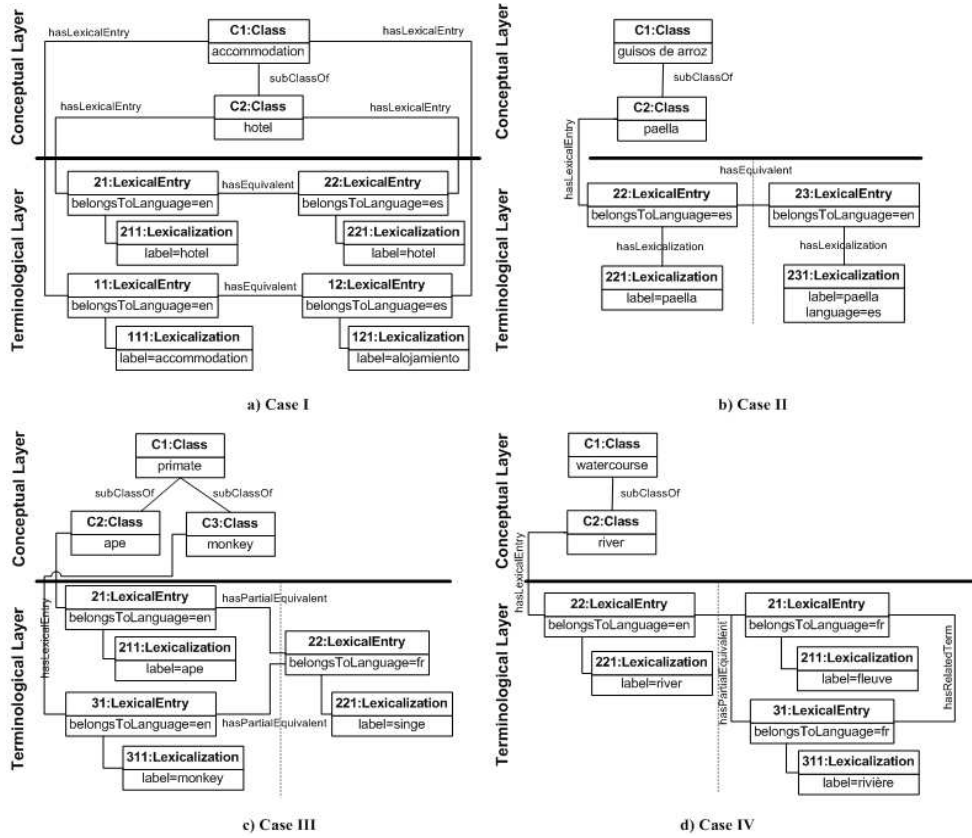 Conceptual Layer
hasLexicalEntry
C1:Class
accommodation
hasLexicalEntry
subClassOf
hasLexicalEntry
C2:Class
hotel
hasLexicalEntry
Terminological Layer
21:LexicalEntry
belongsToLanguage=en
hasEquivalent
22:LexicalEntry
belongsToLanguage=es
211:Lexicalization
label=hotel
221:Lexicalization
label=hotel
11:LexicalEntry
belongsToLanguage=en
hasEquivalent
12:LexicalEntry
belongsToLanguage=es
111:Lexicalization
label=accommodation
121:Lexicalization
label=alojamiento
a) Case I
Conceptual Layer
C1:Class
guisos de arroz
subClassOf
C2:Class
paella
hasLexicalEntry
Terminological Layer
hasEquivalent
22:LexicalEntry
belongsToLanguage=es
23:LexicalEntry
belongsToLanguage=en
hasLexicalization
hasLexicalization
221:Lexicalization
label=paella
231:Lexicalization
label=paella
language=es
b) Case II
Conceptual Layer
C1:Class
primate
subClassOf
subClassOf
C2:Class
ape
C3:Class
monkey
hasLexicalEntry
Terminological Layer
21:LexicalEntry
belongsToLanguage=en
hasPartialEquivalent
211:Lexicalization
label=ape
22:LexicalEntry
belongsToLanguage=fr
31:LexicalEntry
belongsToLanguage=en
hasPartialEquivalent
221:Lexicalization
label=singe
311:Lexicalization
label=monkey
c) Case III
Conceptual Layer
C1:Class
watercourse
subClassOf
C2:Class
river
hasLexicalEntry
Terminological Layer
22:LexicalEntry
belongsToLanguage=en
hasPartialEquivalent
21:LexicalEntry
belongsToLanguage=fr
221:Lexicalization
label=river
211:Lexicalization
label=fleuve
hasRelatedTerm
31:LexicalEntry
belongsToLanguage=fr
311:Lexicalization
label=rivière
d) Case IV